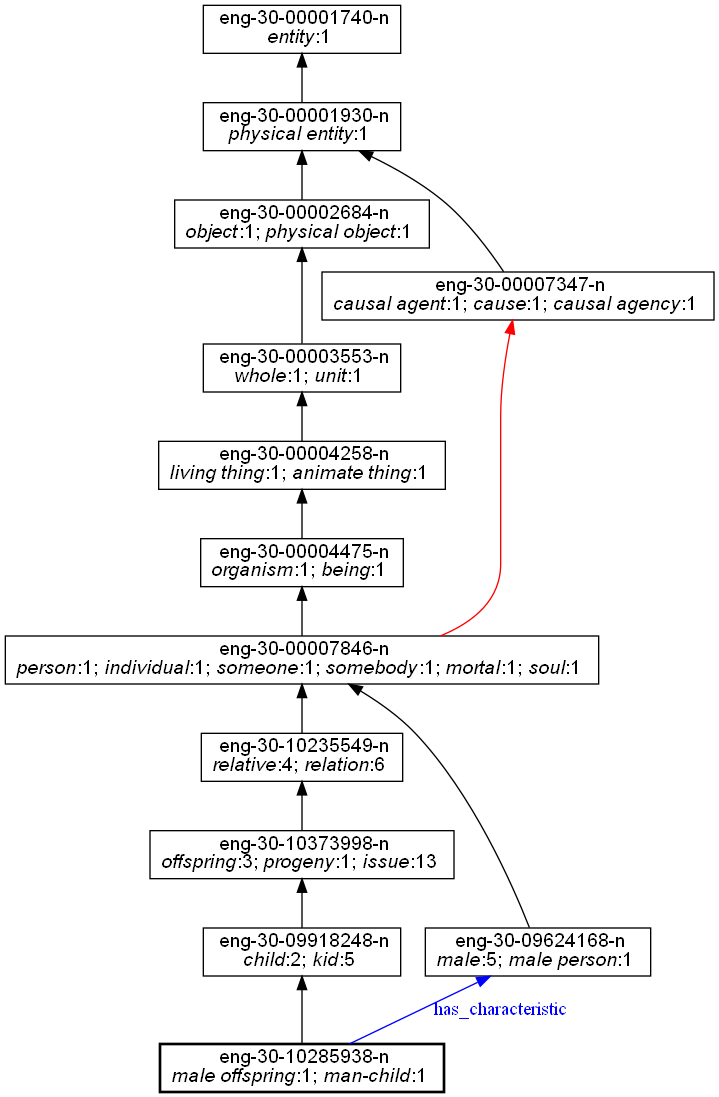 eng-30-00001740-n
entity:1
eng-30-00001930-n
physical entity:1
eng-30-00002684-n
object:1; physical object:1
eng-30-00007347-n
causal agent:1; cause:1; causal agency:1
eng-30-00003553-n
whole:1; unit:1
eng-30-00004258-n
living thing:1; animate thing:1
eng-30-00004475-n
organism:1; being:1
eng-30-00007846-n
person:1; individual:1; someone:1; somebody:1; mortal:1; soul:1
eng-30-10235549-n
relative:4; relation:6
eng-30-10373998-n
offspring:3; progeny:1; issue:13
eng-30-09918248-n
child:2; kid:5
eng-30-09624168-n
male:5; male person:1
has_characteristic
eng-30-10285938-n
male offspring:1; man-child:1